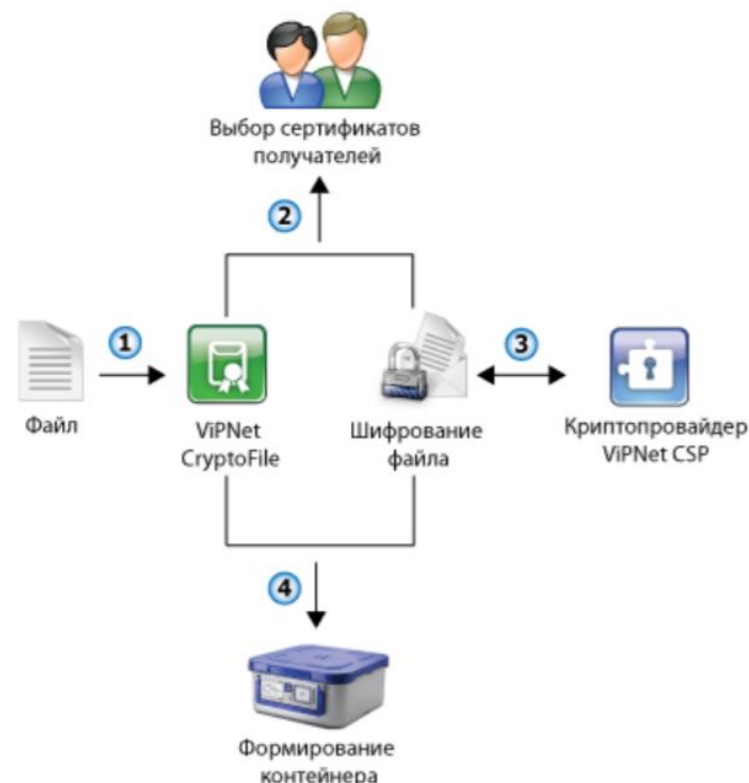 Выбор сертификатов
получателей
2
1
3
Файл
ViPNet
CryptoFile
Шифрование
файла
Криптопровайдер
ViPNet CSP
4
Формирование
контейнера